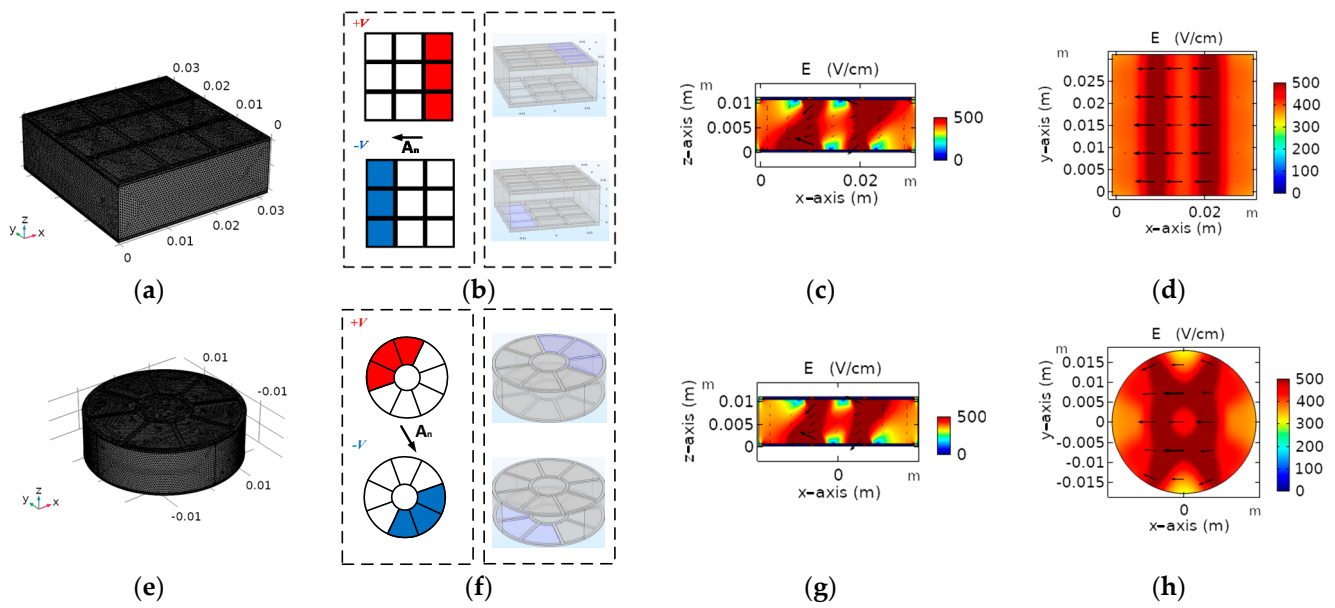 0.03
0.02
0.01
0
0.03
0.02
0.01
0
z
y x
(a)
+V
An
-V
(b)
E (V/cm)
m
z-axis (m)
0.01
0.005
0
0 0.02 m
x-axis (m)
500
0
(c)
E (V/cm)
m
y-axis (m)
0.025
0.02
0.015
0.01
0.005
0
0 0.02 m
x-axis (m)
500
400
300
200
100
0
(d)
0.01
-0.01
0.01
-0.01
z
y x
(e)
+V
An
-V
(f)
E (V/cm)
m
z-axis (m)
0.01
0.005
0
0 m
x-axis (m)
500
0
(g)
E (V/cm)
m
y-axis (m)
0.015
0.01
0.005
0
-0.005
-0.01
-0.015
0 m
x-axis (m)
500
400
300
200
100
0
(h)